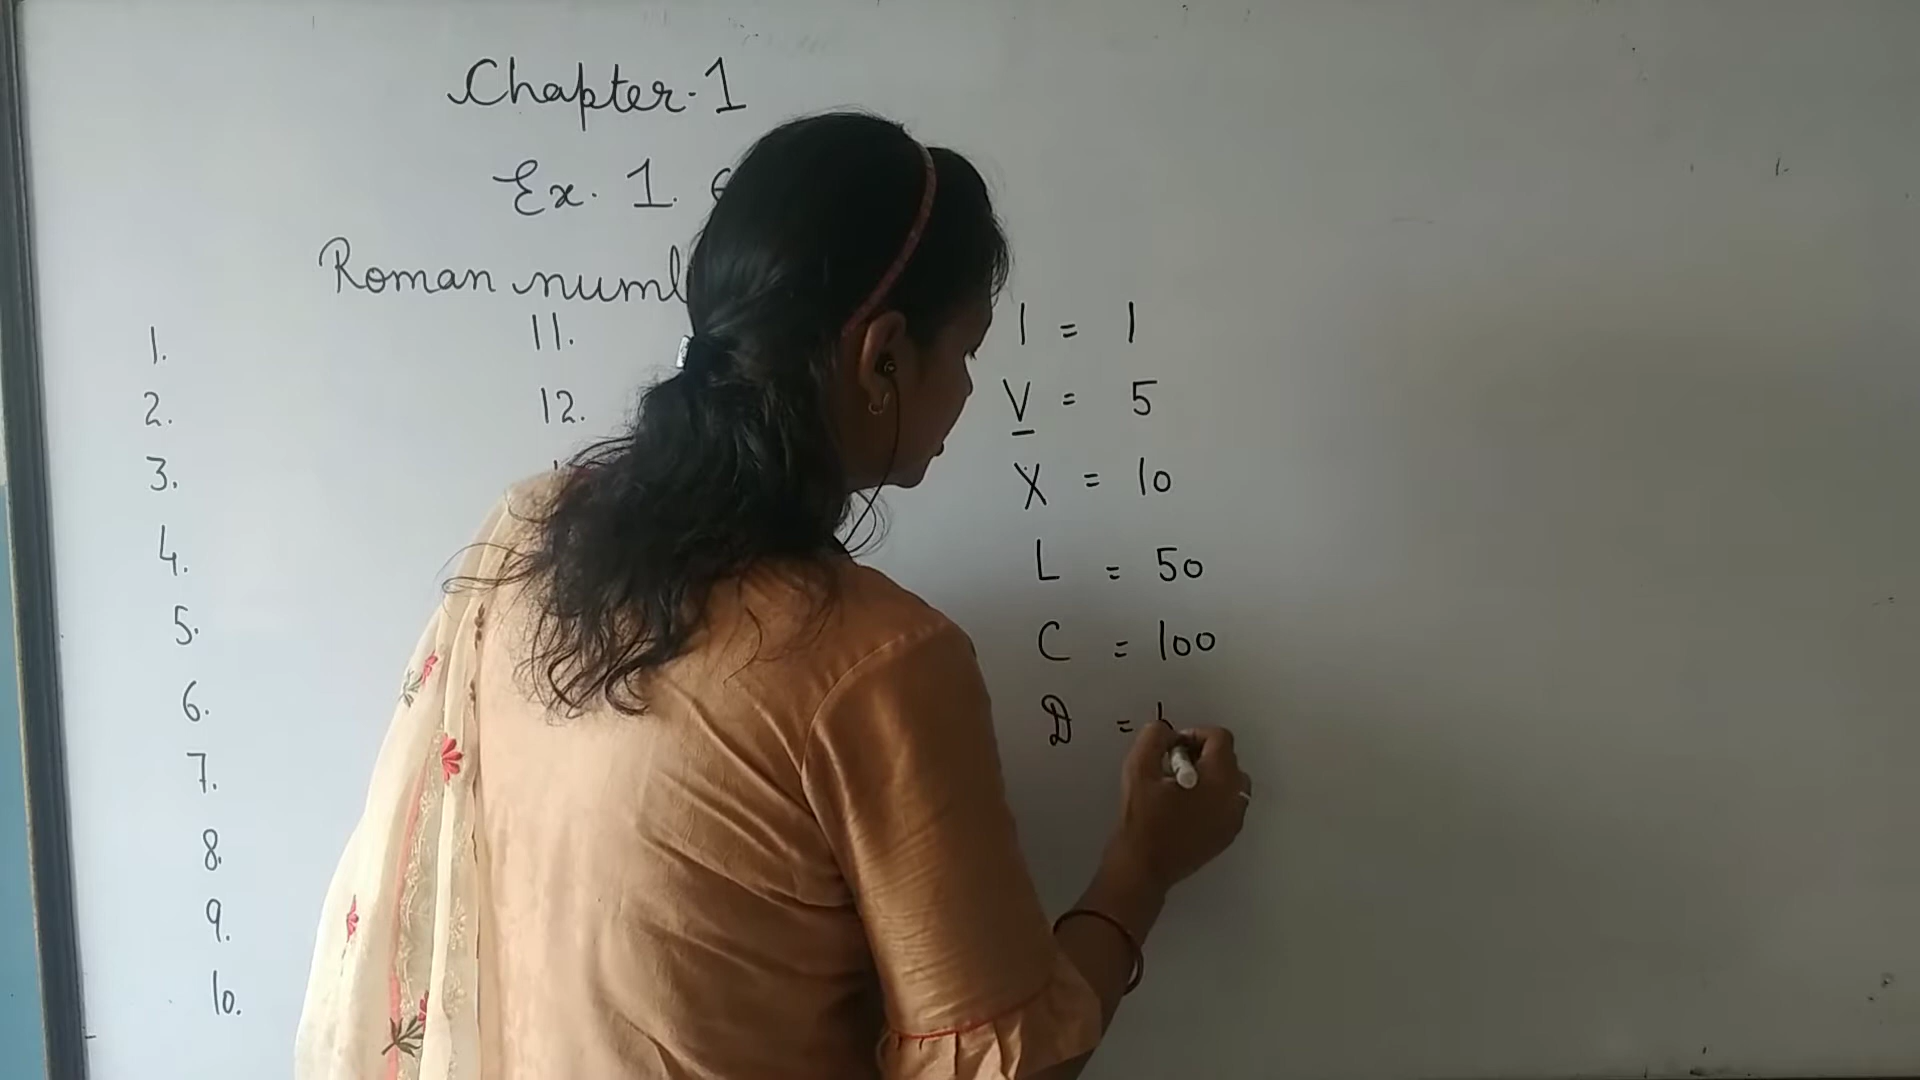 Chapter-1
Ex. 1.
Roman
1.
2.
3.
4.
5.
6.
7.
8.
9.
10.
11.
12.
I = 1
V = 5
X = 10
L = 50
C = 100
D =